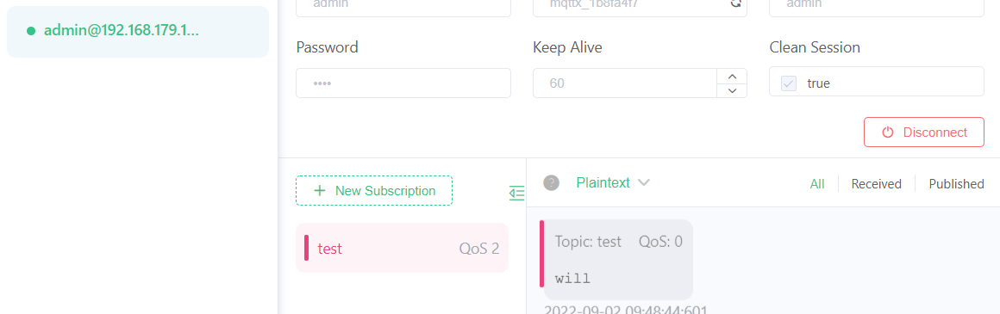 admin@192.168.179.1...
admin mqttx_1b8fa4f7 admin
Password Keep Alive Clean Session
•••• 60 true
Disconnect
New Subscription
Plaintext
All Received Published
test QoS 2
Topic: test QoS: 0
will
2022-09-02 09:48:44:601